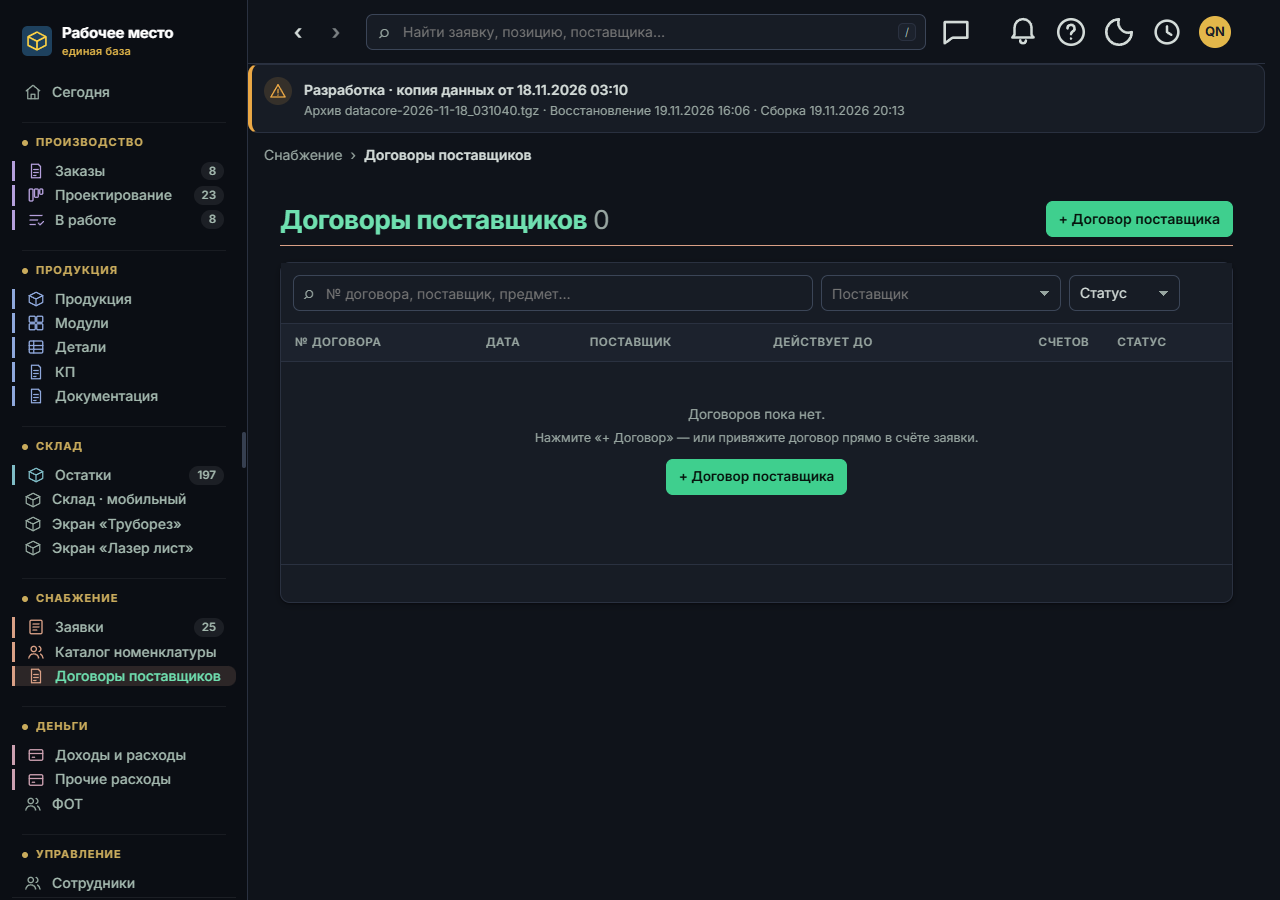 Рабочее место
единая база
Сегодня
ПРОИЗВОДСТВО
Заказы 8
Проектирование 23
В работе 8
ПРОДУКЦИЯ
Продукция
Модули
Детали
КП
Документация
СКЛАД
Остатки 197
Склад · мобильный
Экран «Труборез»
Экран «Лазер лист»
СНАБЖЕНИЕ
Заявки 25
Каталог номенклатуры
Договоры поставщиков
ДЕНЬГИ
Доходы и расходы
Прочие расходы
ФОТ
УПРАВЛЕНИЕ
Сотрудники
Найти заявку, позицию, поставщика... /
QN
Разработка · копия данных от 18.11.2026 03:10
Архив datacore-2026-11-18_031040.tgz · Восстановление 19.11.2026 16:06 · Сборка 19.11.2026 20:13
Снабжение › Договоры поставщиков
Договоры поставщиков 0
+ Договор поставщика
№ договора, поставщик, предмет... Поставщик Статус
№ ДОГОВОРА ДАТА ПОСТАВЩИК ДЕЙСТВУЕТ ДО СЧЕТОВ СТАТУС
Договоров пока нет.
Нажмите «+ Договор» — или привяжите договор прямо в счёте заявки.
+ Договор поставщика